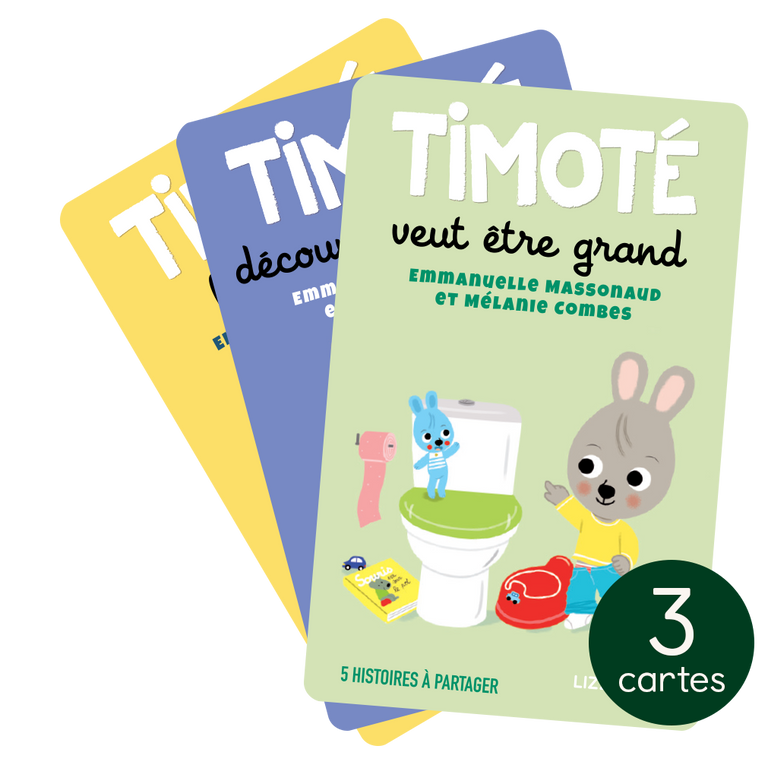 TiMOTÉ
veut être grand
Emmanuelle Massonaud
et Mélanie Combes
5 HISTOIRES À PARTAGER
3
cartes